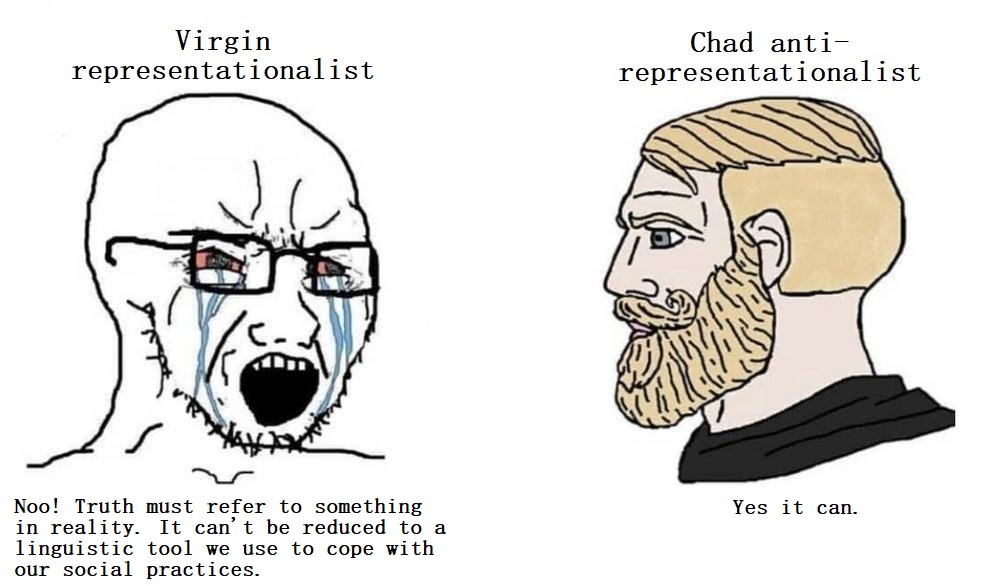 Virgin
representationalist
Chad anti-
representationalist
Noo! Truth must refer to something
in reality. It can't be reduced to a
linguistic tool we use to cope with
our social practices.
Yes it can.